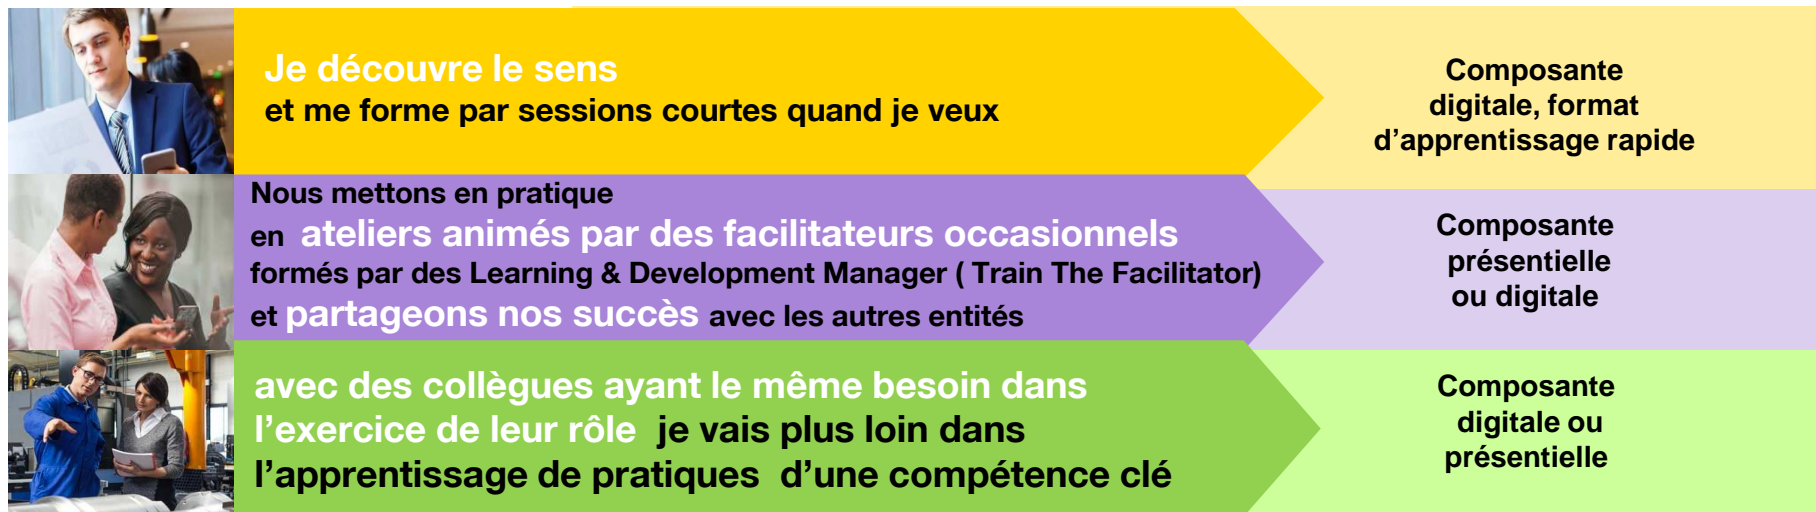 Je découvre le sens
et me forme par sessions courtes quand je veux
Composante
digitale, format
d’apprentissage rapide
Nous mettons en pratique
en ateliers animés par des facilitateurs occasionnels
formés par des Learning & Development Manager ( Train The Facilitator)
et partageons nos succès avec les autres entités
Composante
présentielle
ou digitale
avec des collègues ayant le même besoin dans
l’exercice de leur rôle je vais plus loin dans
l’apprentissage de pratiques d’une compétence clé
Composante
digitale ou
présentielle